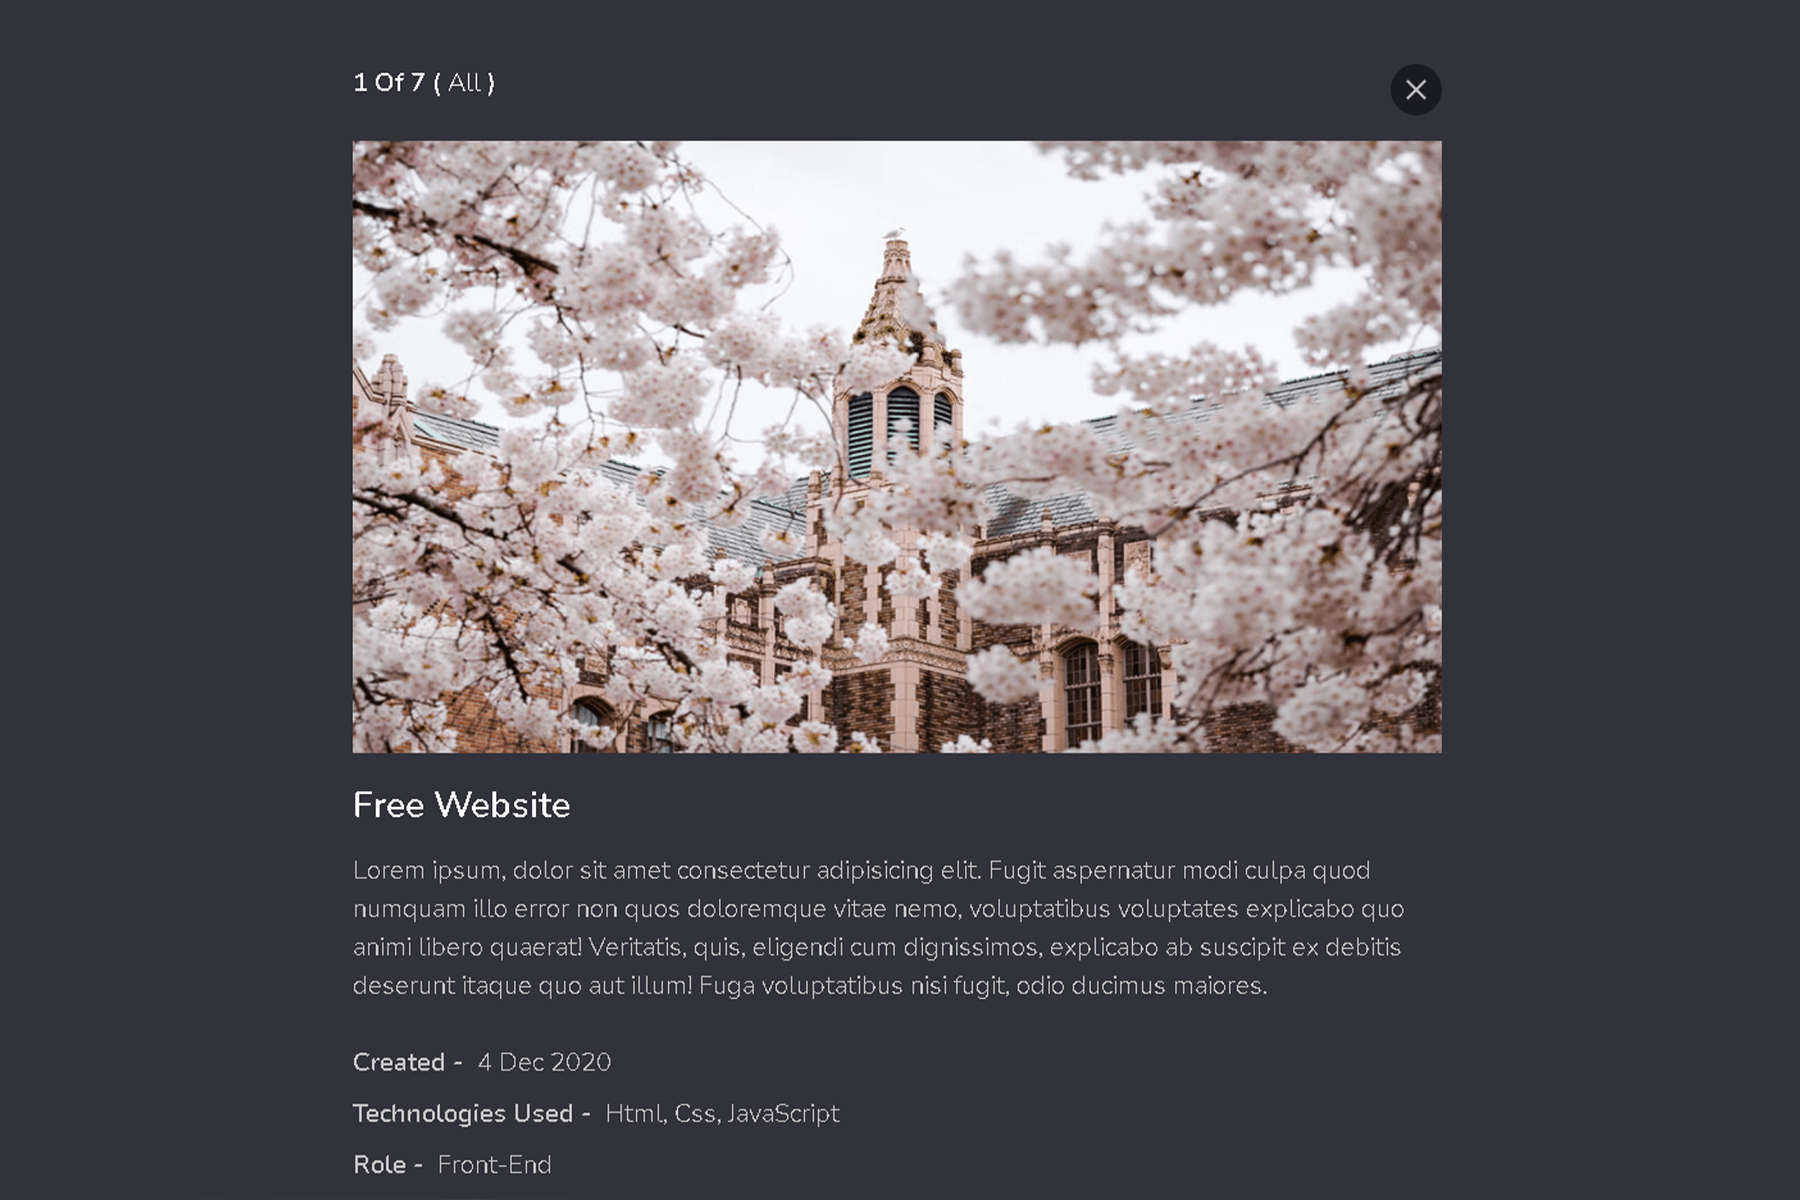 1 Of 7 ( All )
Free Website
Lorem ipsum, dolor sit amet consectetur adipisicing elit. Fugit aspernatur modi culpa quod
numquam illo error non quos doloremque vitae nemo, voluptatibus voluptates explicabo quo
animi libero quaerat! Veritatis, quis, eligendi cum dignissimos, explicabo ab suscipit ex debitis
deserunt itaque quo aut illum! Fuga voluptatibus nisi fugit, odio ducimus maiores.
Created - 4 Dec 2020
Technologies Used - Html, Css, JavaScript
Role - Front-End